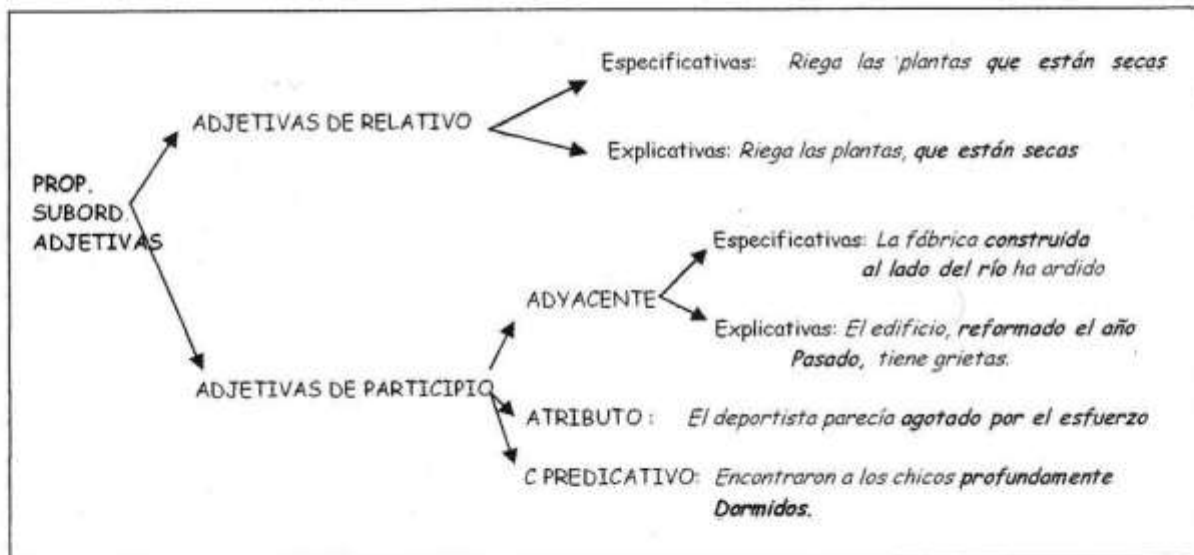 Especificativas: Riega las plantas que están secas
ADJETIVAS DE RELATIVO
Explicativas: Riega las plantas, que están secas
PROP.
SUBORD.
ADJETIVAS
Especificativas: La fábrica construida
al lado del río ha ardido
ADYACENTE
Explicativas: El edificio, reformado el año
Pasado, tiene grietas.
ADJETIVAS DE PARTICIPIO
ATRIBUTO : El deportista parecía agotado por el esfuerzo
C PREDICATIVO: Encontraron a los chicos profundamente
Dormidos.